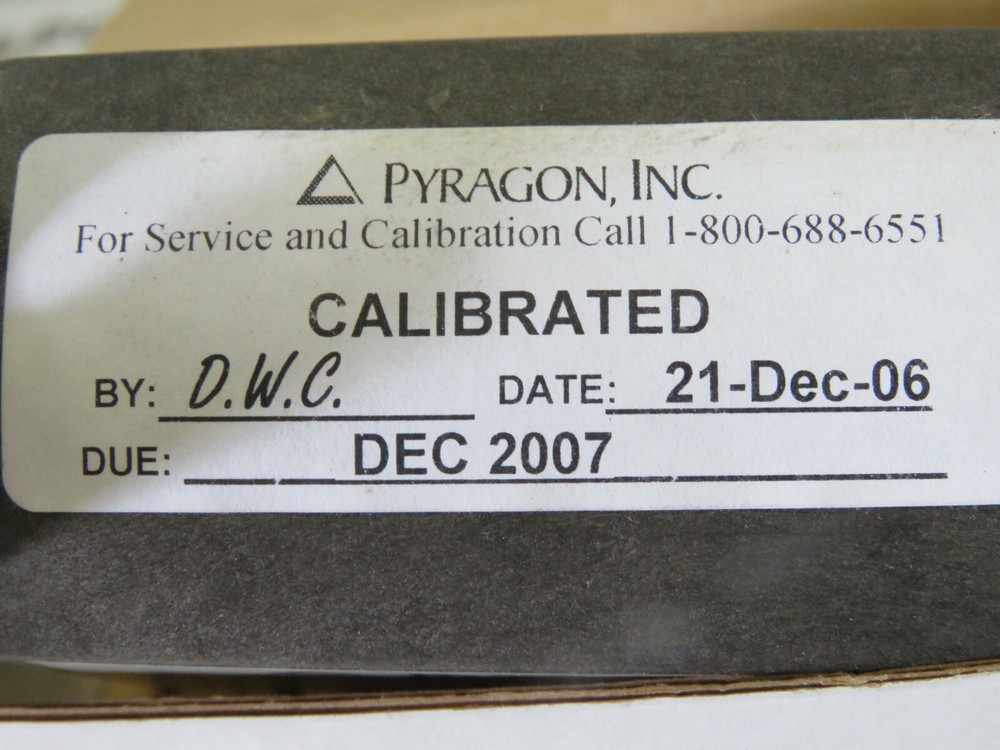 PYRAGON, INC.
For Service and Calibration Call 1-800-688-6551
CALIBRATED
BY: D.W.C. DATE: 21-Dec-06
DUE: DEC 2007